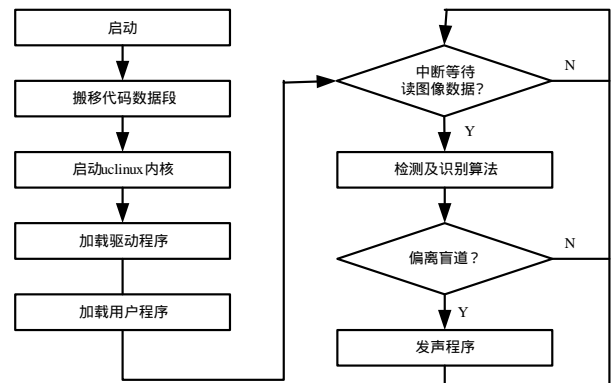 启动
搬移代码数据段
启动uclinux内核
加载驱动程序
加载用户程序
中断等待
读图像数据？
N
Y
检测及识别算法
偏离盲道？
N
Y
发声程序